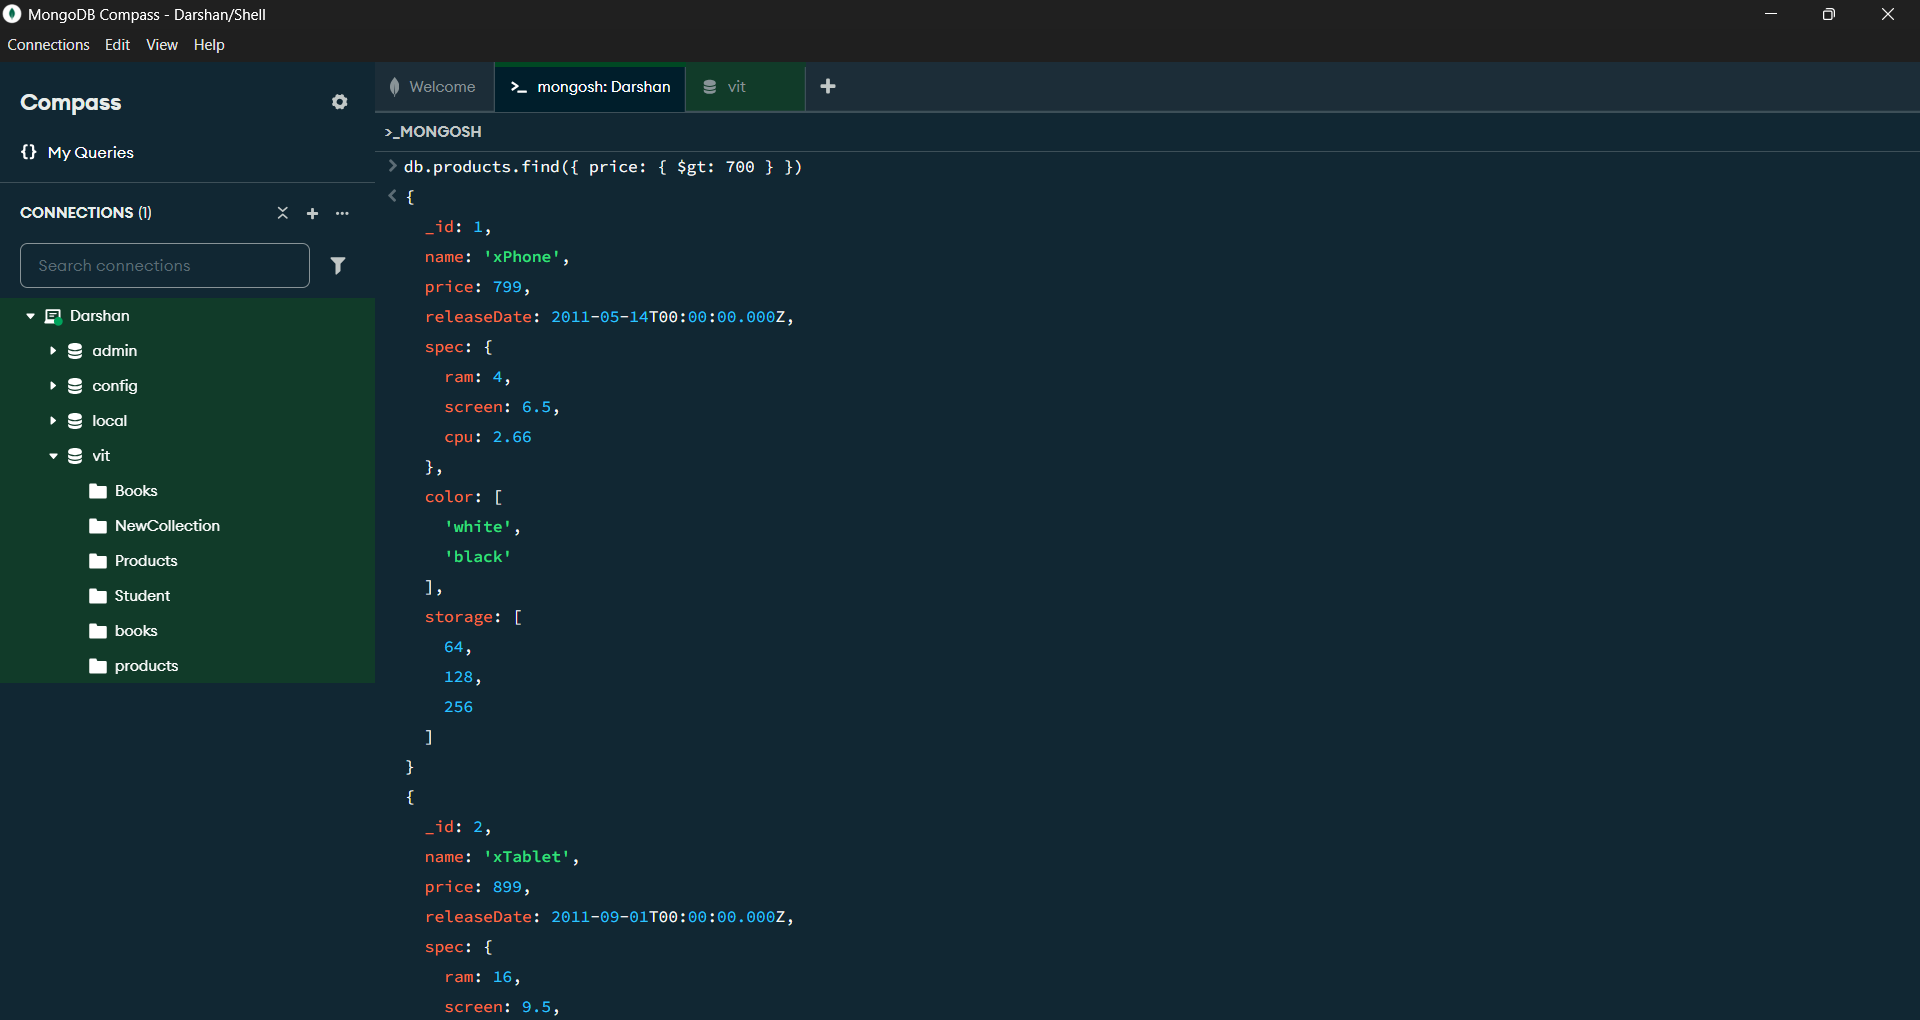 MongoDB Compass - Darshan/Shell
Connections Edit View Help
Compass
{} My Queries
CONNECTIONS (1)
Search connections
Darshan
admin
config
local
vit
Books
NewCollection
Products
Student
books
products
Welcome
>_ mongosh: Darshan
vit
>_MONGOSH
> db.products.find({ price: { $gt: 700 } })
< {
_id: 1,
name: 'xPhone',
price: 799,
releaseDate: 2011-05-14T00:00:00.000Z,
spec: {
ram: 4,
screen: 6.5,
cpu: 2.66
},
color: [
'white',
'black'
],
storage: [
64,
128,
256
]
}
{
_id: 2,
name: 'xTablet',
price: 899,
releaseDate: 2011-09-01T00:00:00.000Z,
spec: {
ram: 16,
screen: 9.5,